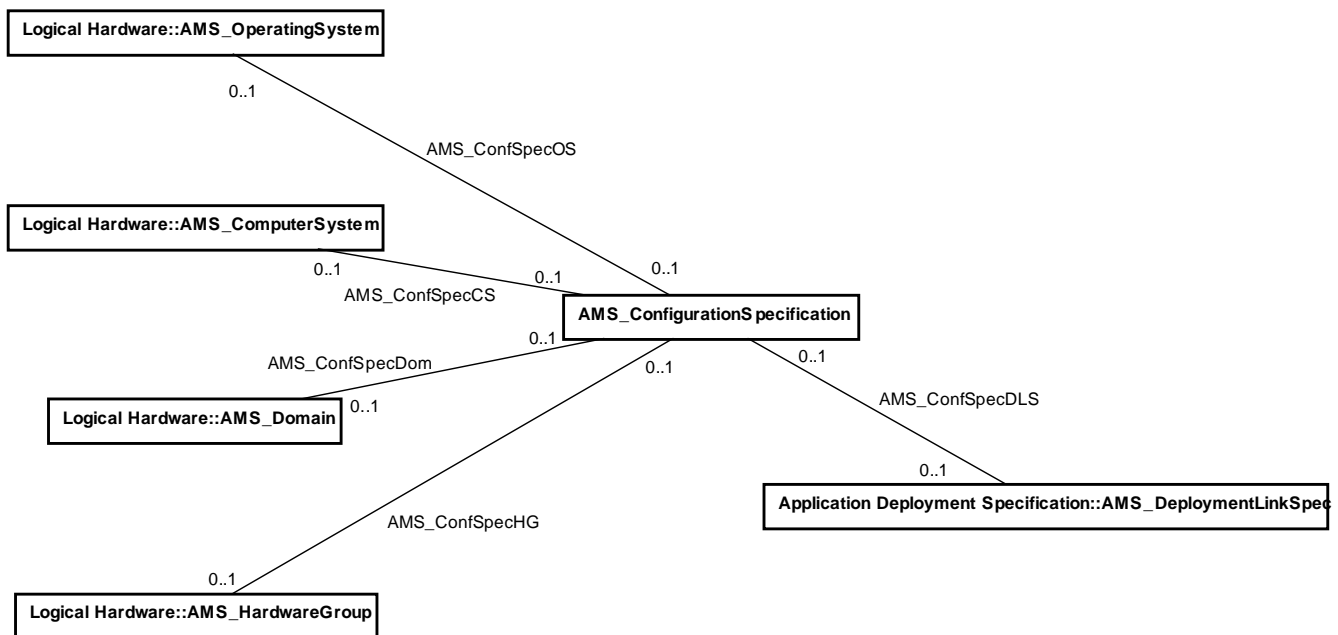 Logical Hardware::AMS_OperatingSystem
0..1
AMS_ConfSpecOS
Logical Hardware::AMS_ComputerSystem
0..1
0..1
0..1
AMS_ConfSpecCS
AMS_ConfigurationSpecification
0..1
0..1
0..1
AMS_ConfSpecDom
0..1
Logical Hardware::AMS_Domain
AMS_ConfSpecDLS
0..1
Application Deployment Specification::AMS_DeploymentLinkSpec
AMS_ConfSpecHG
0..1
Logical Hardware::AMS_HardwareGroup